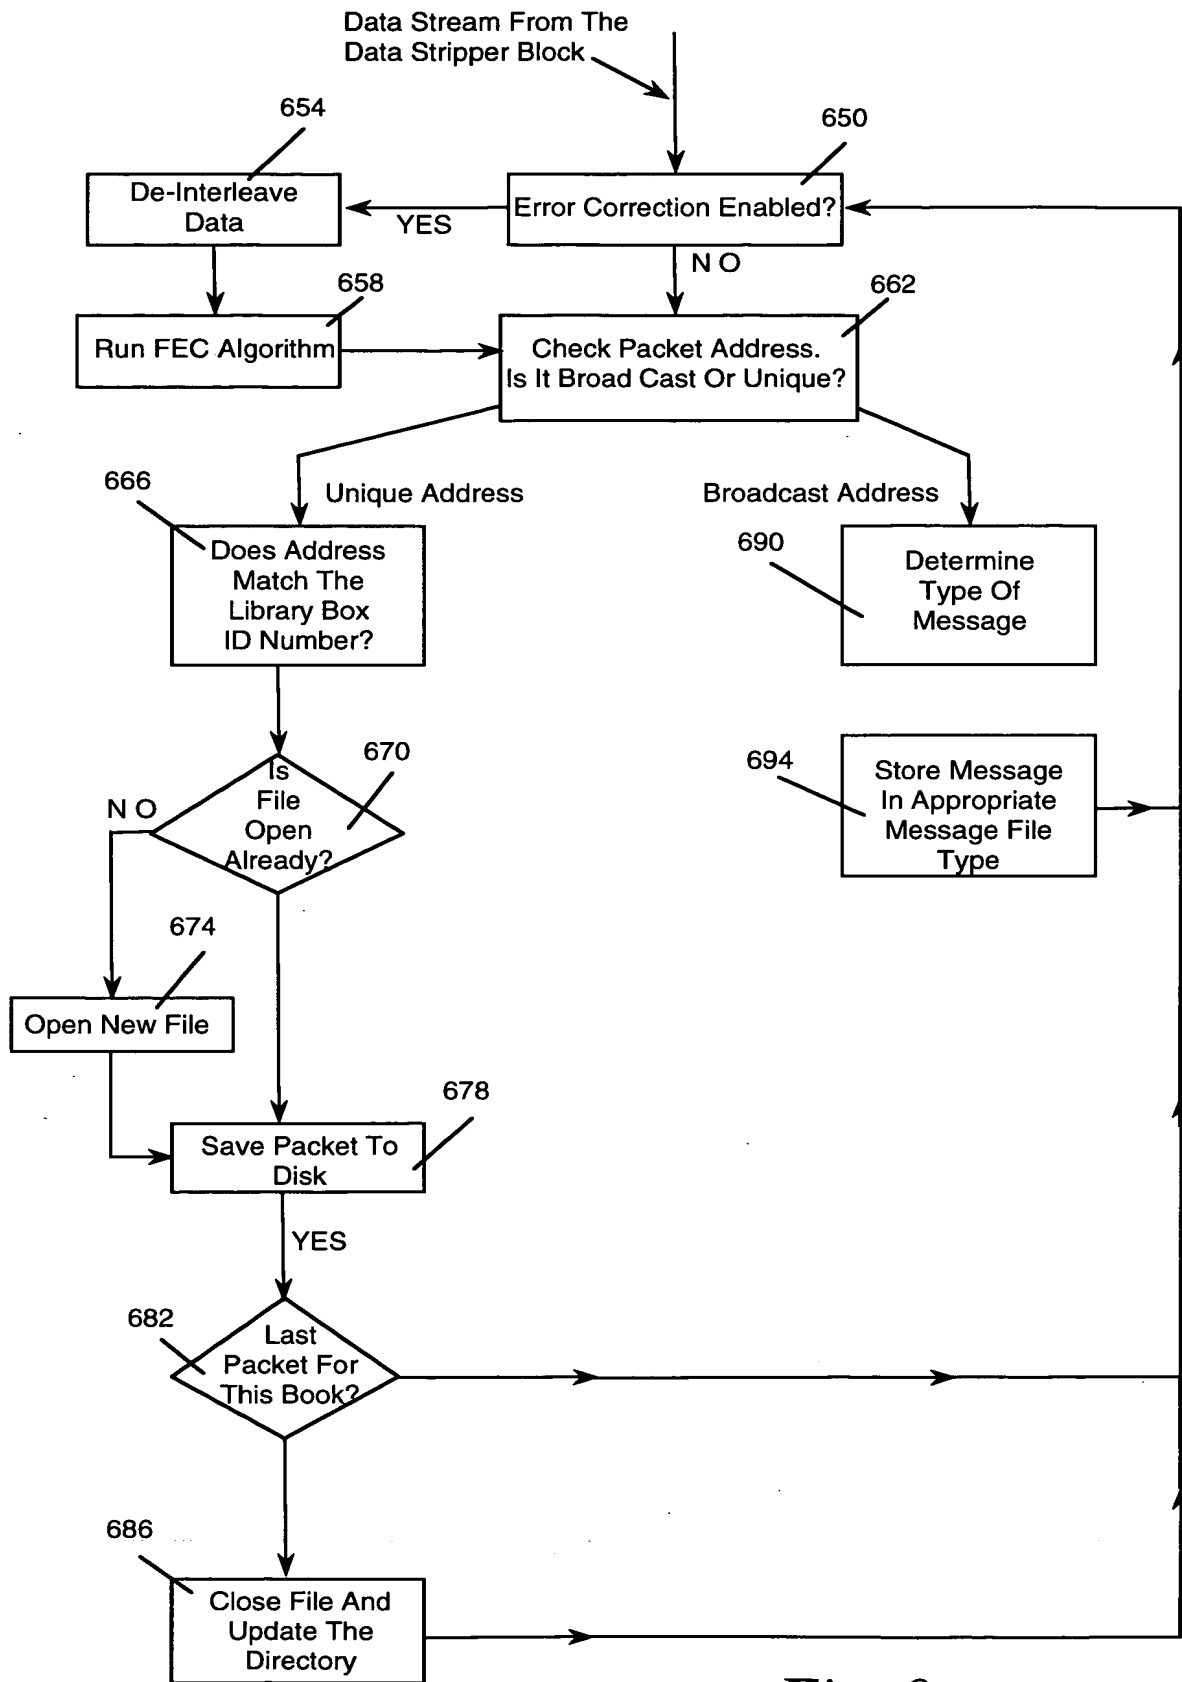 Data Stream From The
Data Stripper Block
654
650
De-Interleave
Data
YES
Error Correction Enabled?
N O
658
662
Run FEC Algorithm
Check Packet Address.
Is It Broad Cast Or Unique?
666
Unique Address
Broadcast Address
Does Address
Match The
Library Box
ID Number?
690
Determine
Type Of
Message
670
Is
File
Open
Already?
N O
694
Store Message
In Appropriate
Message File
Type
674
Open New File
678
Save Packet To
Disk
YES
682
Last
Packet For
This Book?
686
Close File And
Update The
Directory